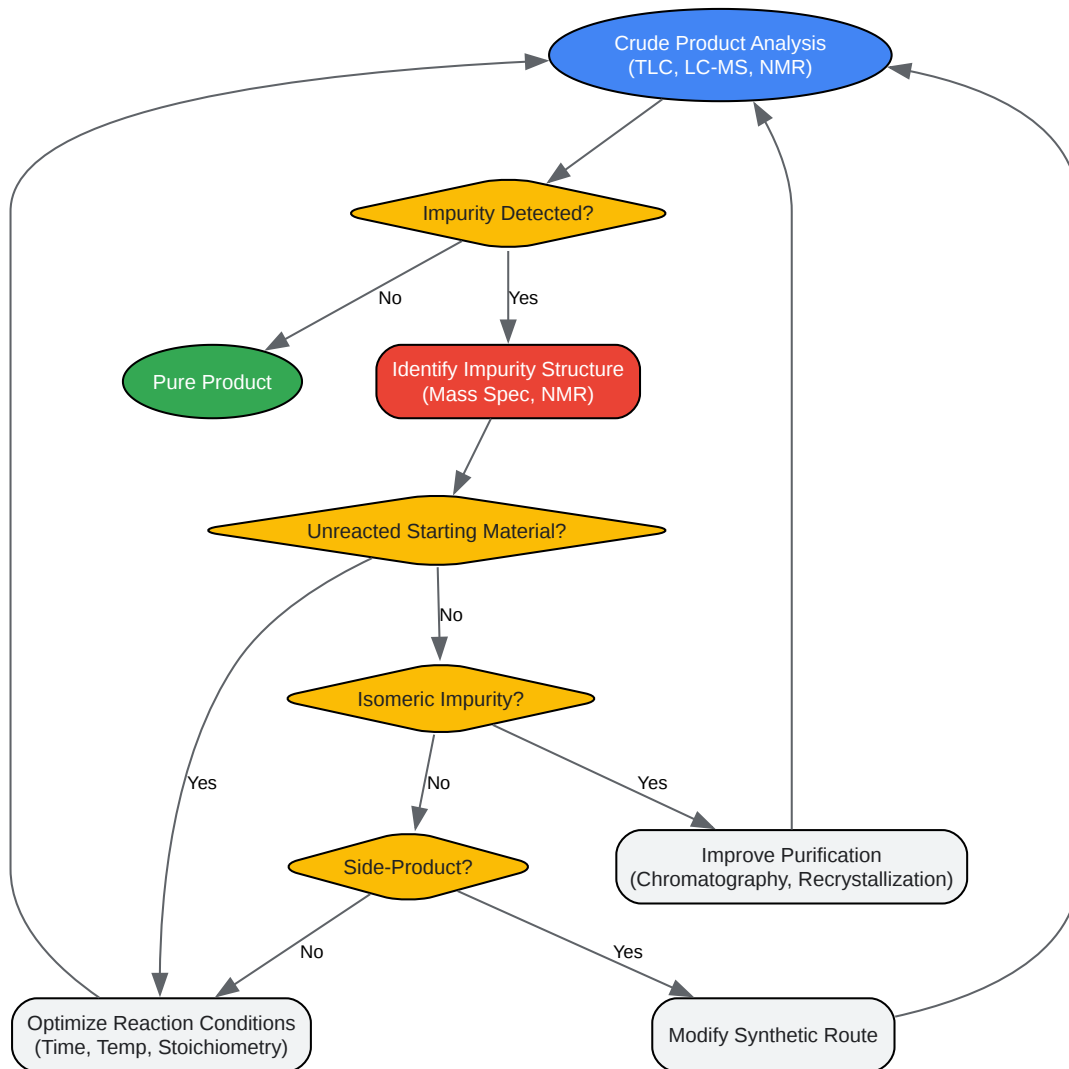 Crude Product Analysis
(TLC, LC-MS, NMR)
Impurity Detected?
No
Yes
Pure Product
Identify Impurity Structure
(Mass Spec, NMR)
Unreacted Starting Material?
No
Isomeric Impurity?
Yes
No
Yes
Side-Product?
Improve Purification
(Chromatography, Recrystallization)
No
Yes
Optimize Reaction Conditions
(Time, Temp, Stoichiometry)
Modify Synthetic Route